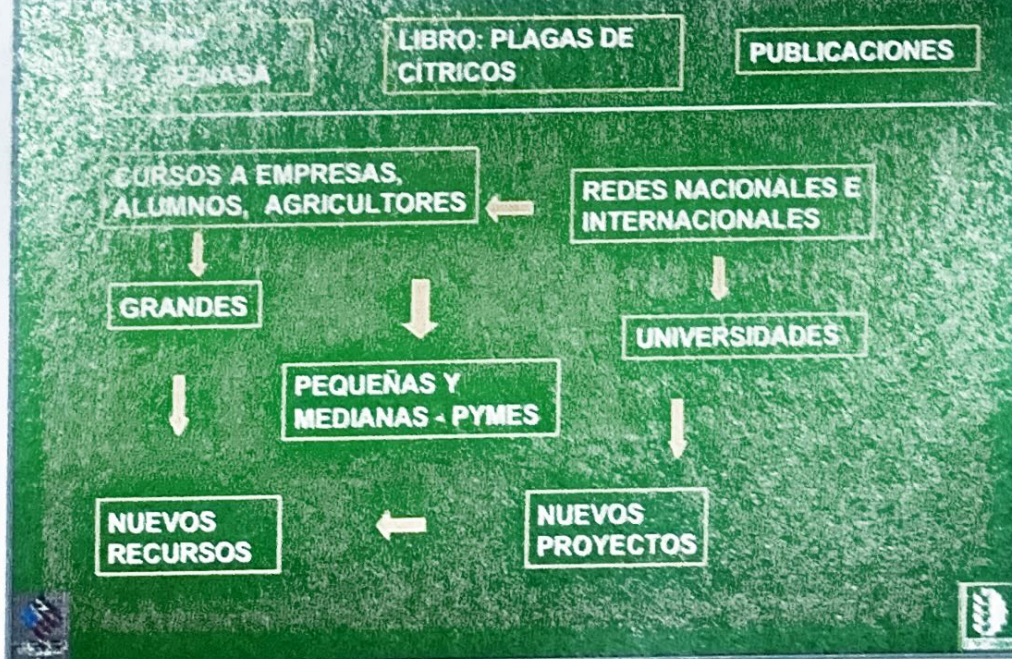 SENASA
LIBRO: PLAGAS DE
CÍTRICOS
PUBLICACIONES
CURSOS A EMPRESAS,
ALUMNOS, AGRICULTORES
REDES NACIONALES E
INTERNACIONALES
GRANDES
UNIVERSIDADES
PEQUEÑAS Y
MEDIANAS - PYMES
NUEVOS
RECURSOS
NUEVOS
PROYECTOS